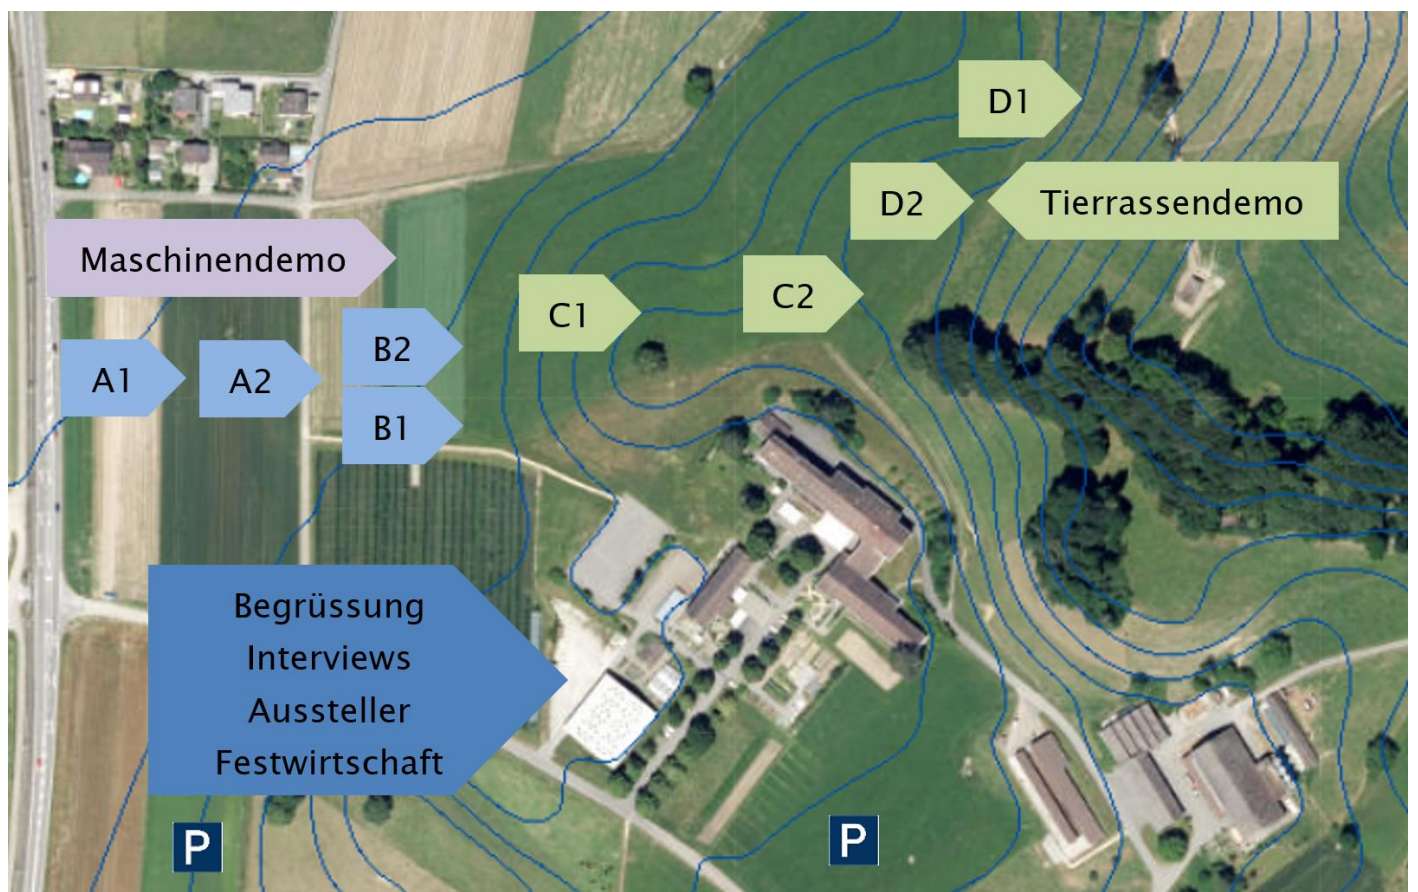 D1
D2
Tierrassendemo
Maschinendemo
C1
C2
A1
A2
B2
B1
Begrüssung
Interviews
Aussteller
Festwirtschaft
P
P